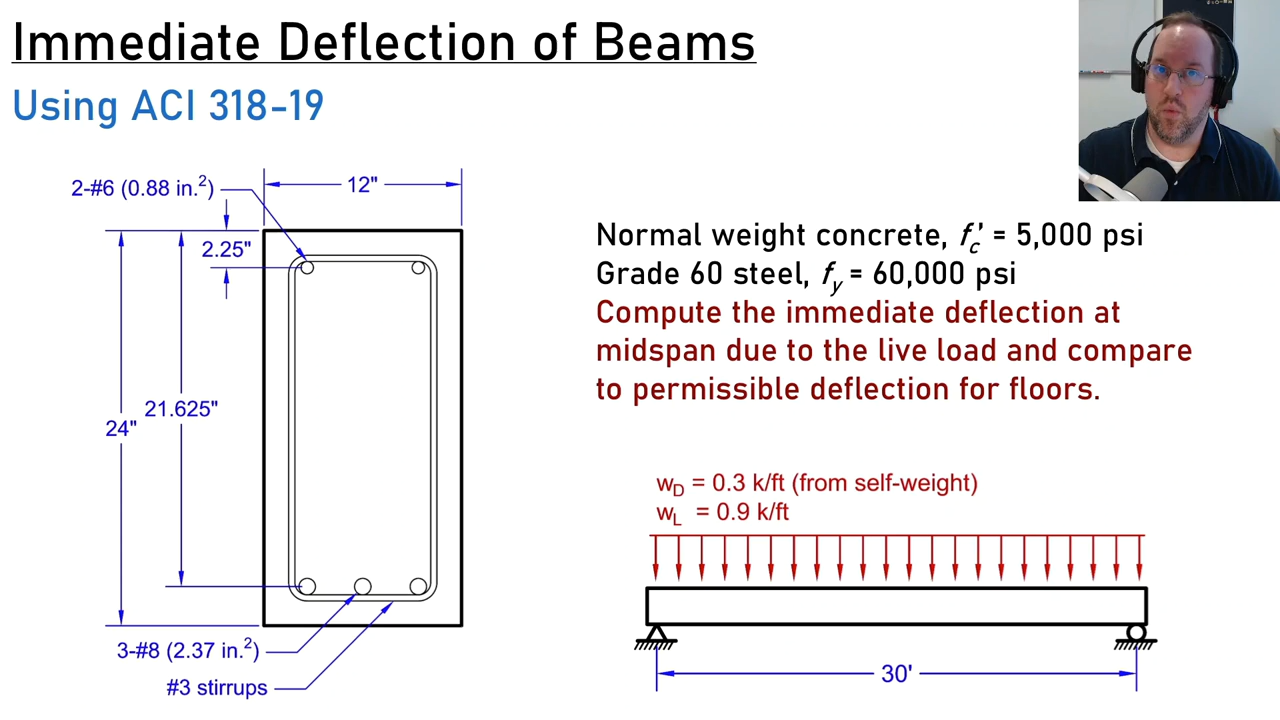 Immediate Deflection of Beams
Using ACI 318-19
2-#6 (0.88 in.²)
12"
2.25"
21.625"
24"
3-#8 (2.37 in.²)
#3 stirrups
Normal weight concrete, fc' = 5,000 psi
Grade 60 steel, fy = 60,000 psi
Compute the immediate deflection at
midspan due to the live load and compare
to permissible deflection for floors.
wD = 0.3 k/ft (from self-weight)
wL = 0.9 k/ft
30'